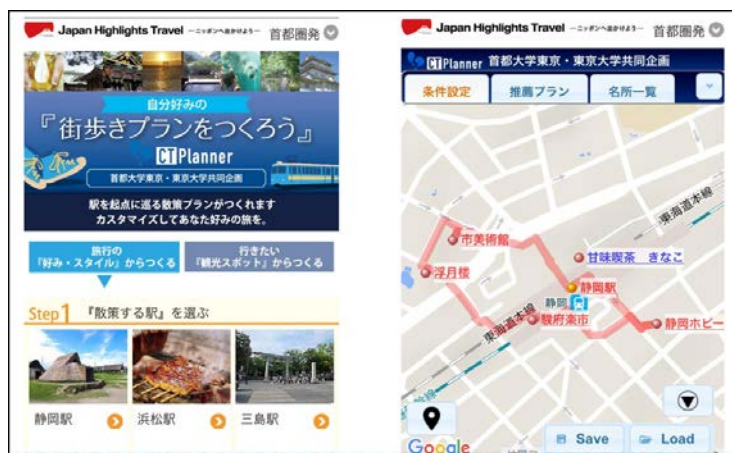 Japan Highlights Travel ーニッポンへ出かけようー 首都圏発
自分好みの
『街歩きプランをつくろう』
CTPlanner
首都大学東京・東京大学共同企画
駅を起点に巡る散策プランがつくれます
カスタマイズしてあなた好みの旅を。
旅行の
『好み・スタイル』からつくる
行きたい
『観光スポット』からつくる
Step1 『散策する駅』を選ぶ
静岡駅
浜松駅
三島駅
Japan Highlights Travel ーニッポンへ出かけようー 首都圏発
CTPlanner 首都大学東京・東京大学共同企画
条件設定
推薦プラン
名所一覧
東海道本線
市美術館
甘味喫茶 きなこ
浮月楼
静岡駅
静岡
駿府楽市
静岡ホビー
東海道本線
Google
Save
Load